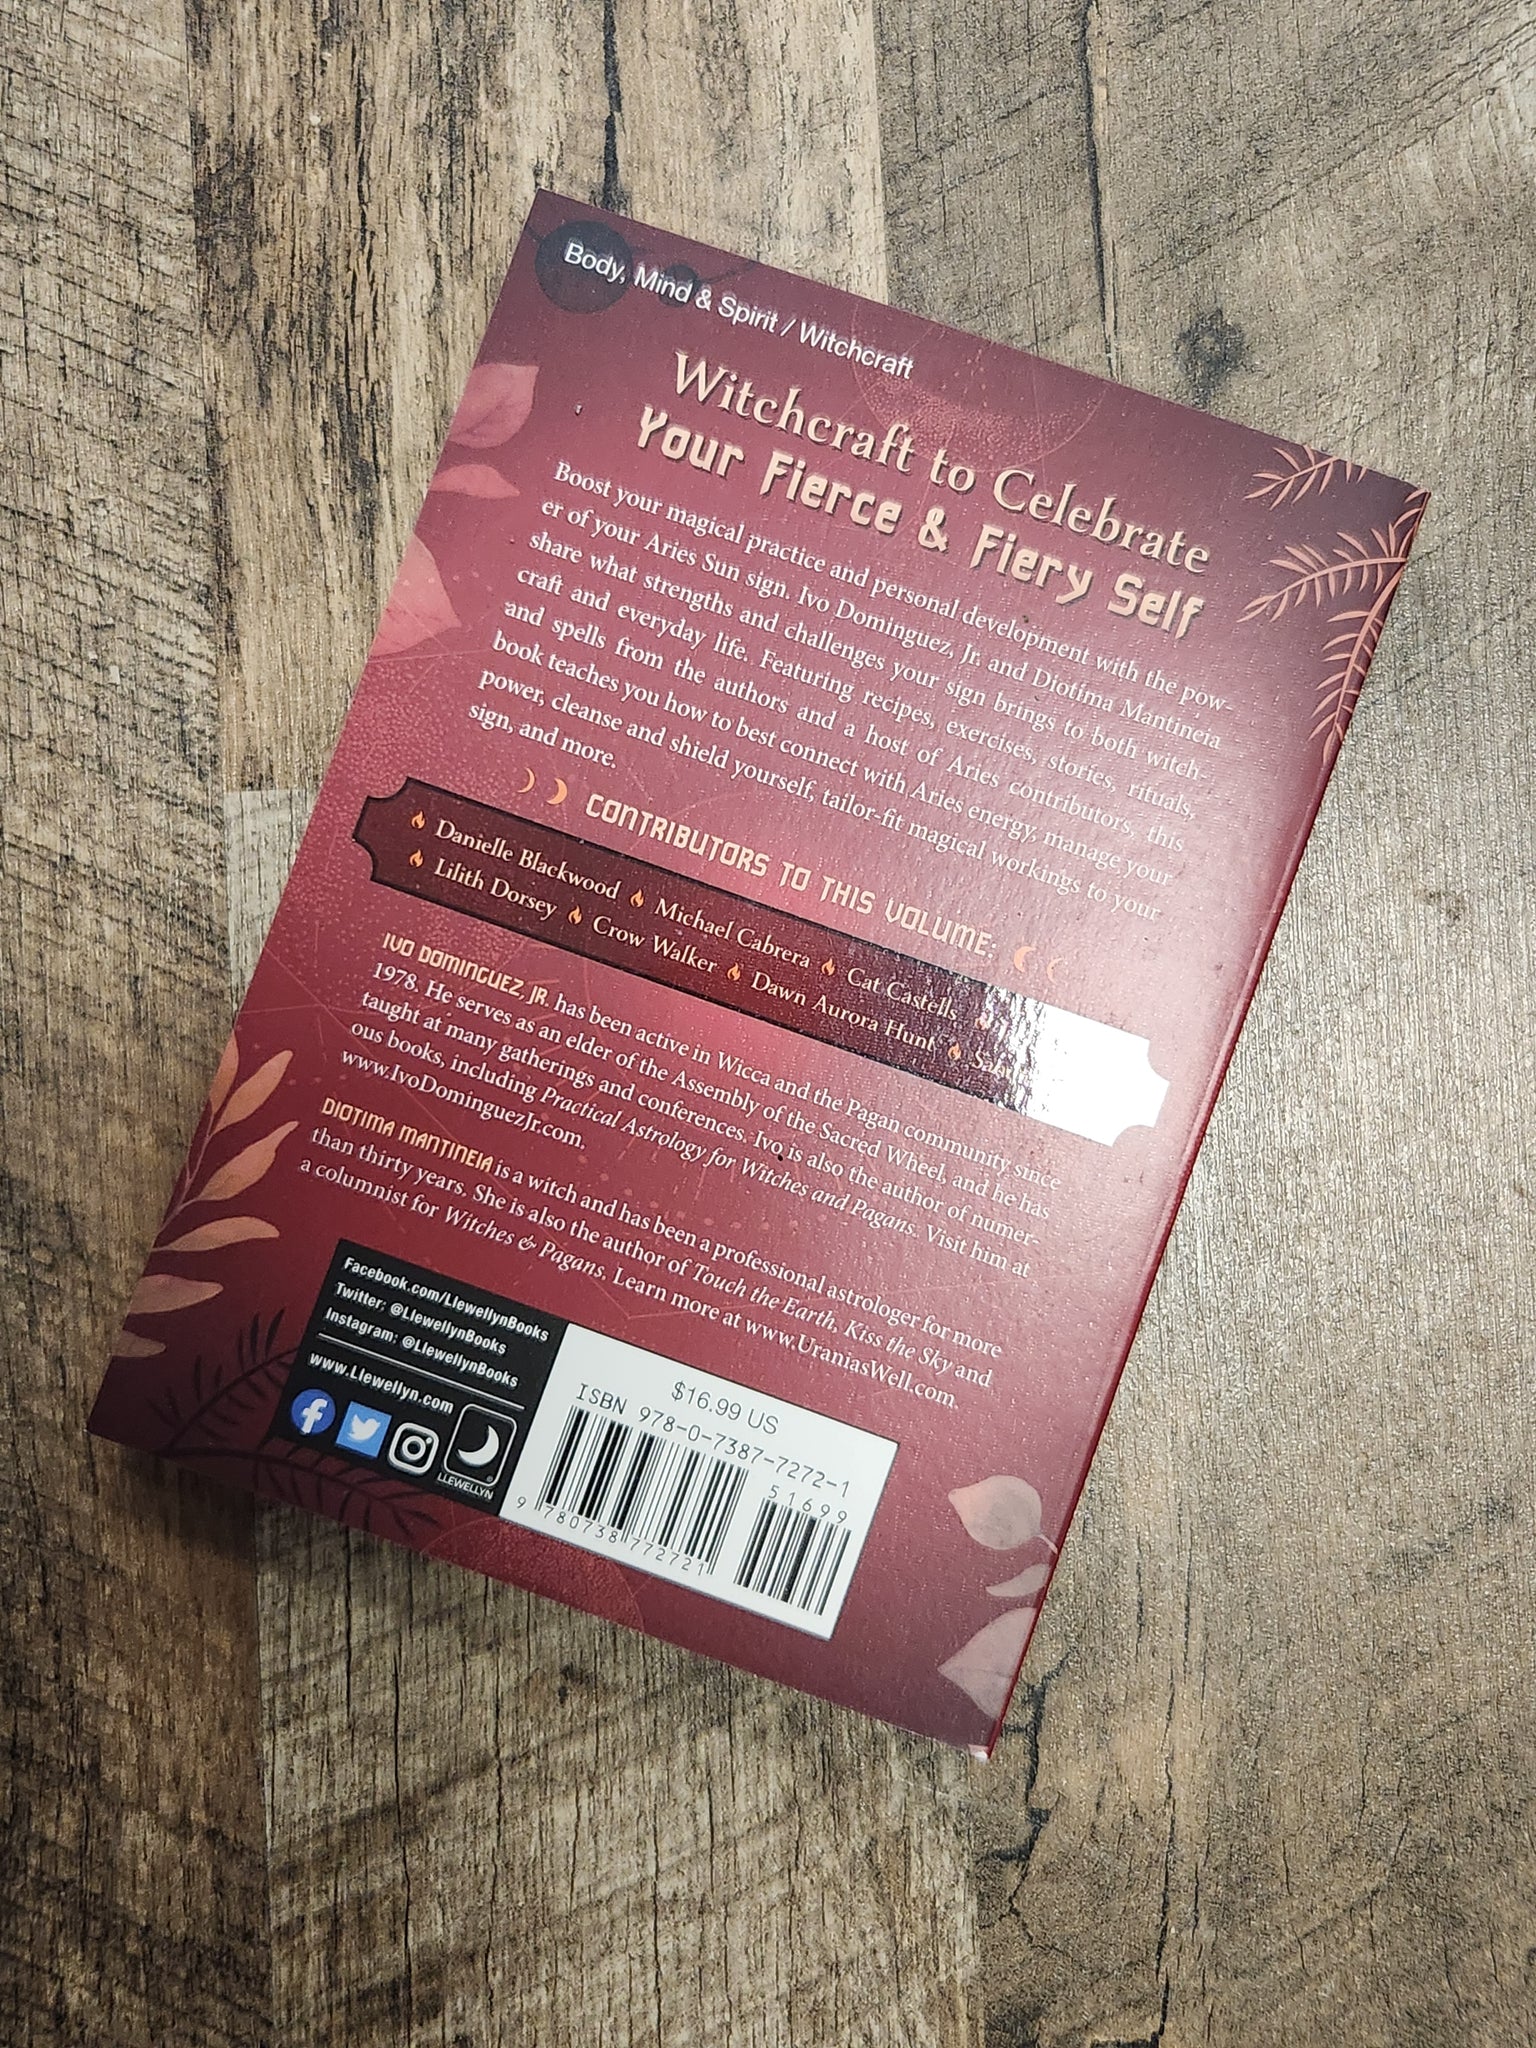 Body, Mind & Spirit / Witchcraft
Witchcraft to Celebrate
Your Fierce & Fiery Self
Boost your magical practice and personal development with the pow-
er of your Aries Sun sign. Ivo Dominguez, Jr. and Diotima Mantineia
share what strengths and challenges your sign brings to both witch-
craft and everyday life. Featuring recipes, exercises, stories, rituals,
and spells from the authors and a host of Aries contributors, this
book teaches you how to best connect with Aries energy, manage your
power, cleanse and shield yourself, tailor-fit magical workings to your
sign, and more.
CONTRIBUTORS TO THIS VOLUME:
Danielle Blackwood Michael Cabrera Cat Castells
Lilith Dorsey Crow Walker Dawn Aurora Hunt
IVO DOMINGUEZ, JR. has been active in Wicca and the Pagan community since
1978. He serves as an elder of the Assembly of the Sacred Wheel, and he has
taught at many gatherings and conferences. Ivo is also the author of numer-
ous books, including Practical Astrology for Witches and Pagans. Visit him at
www.IvoDominguezJr.com.
DIOTIMA MANTINEIA is a witch and has been a professional astrologer for more
than thirty years. She is also the author of Touch the Earth, Kiss the Sky and
a columnist for Witches & Pagans. Learn more at www.UraniasWell.com.
Facebook.com/LlewellynBooks
Twitter: @LlewellynBooks
Instagram: @LlewellynBooks
www.Llewellyn.com
LLEWELLYN
$16.99 US
ISBN 978-0-7387-7272-1
51699
9 780738 772721